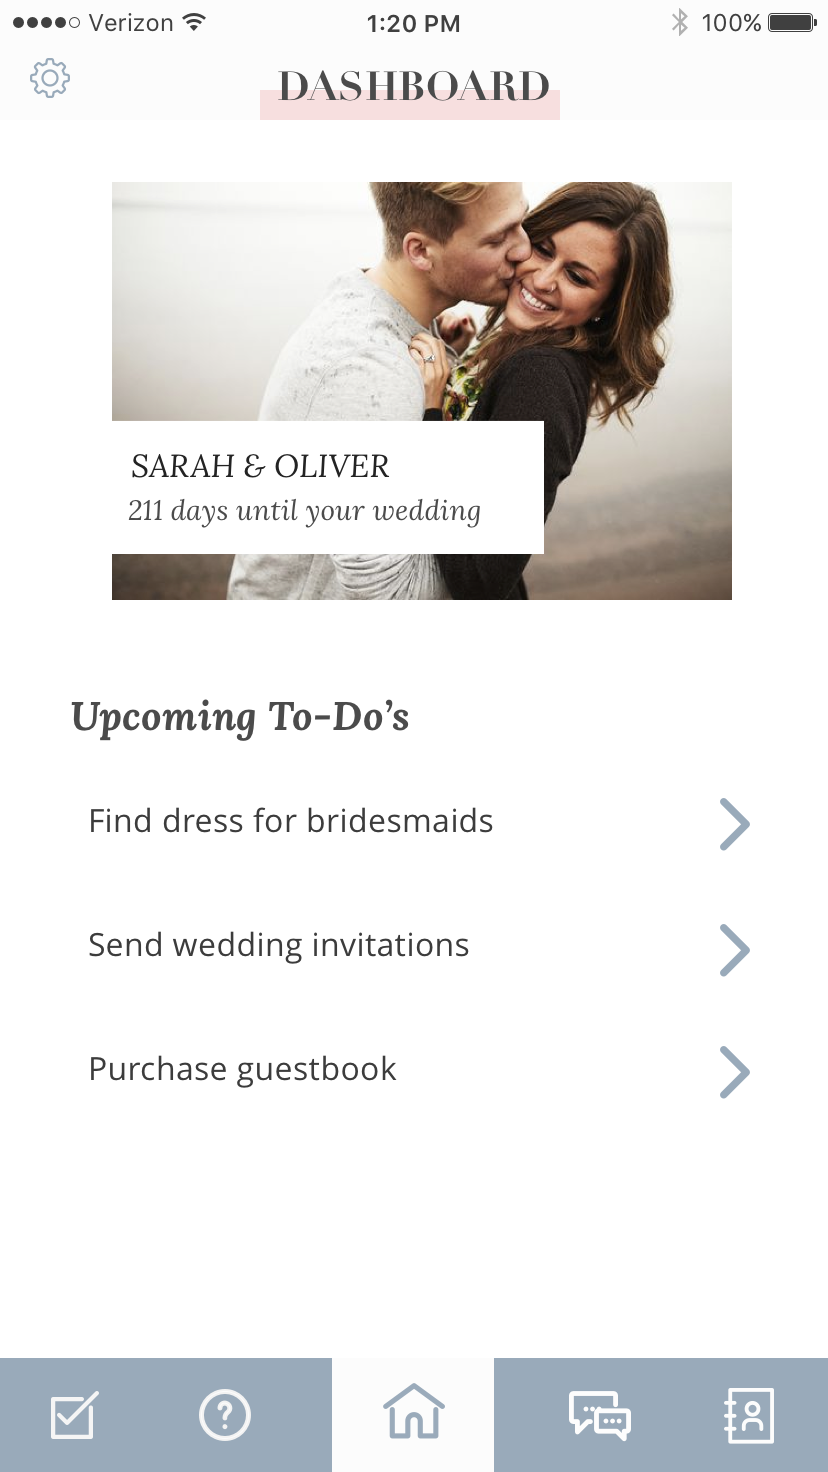 Verizon 1:20 PM 100%
DASHBOARD
SARAH & OLIVER
211 days until your wedding
Upcoming To-Do’s
Find dress for bridesmaids
Send wedding invitations
Purchase guestbook
?